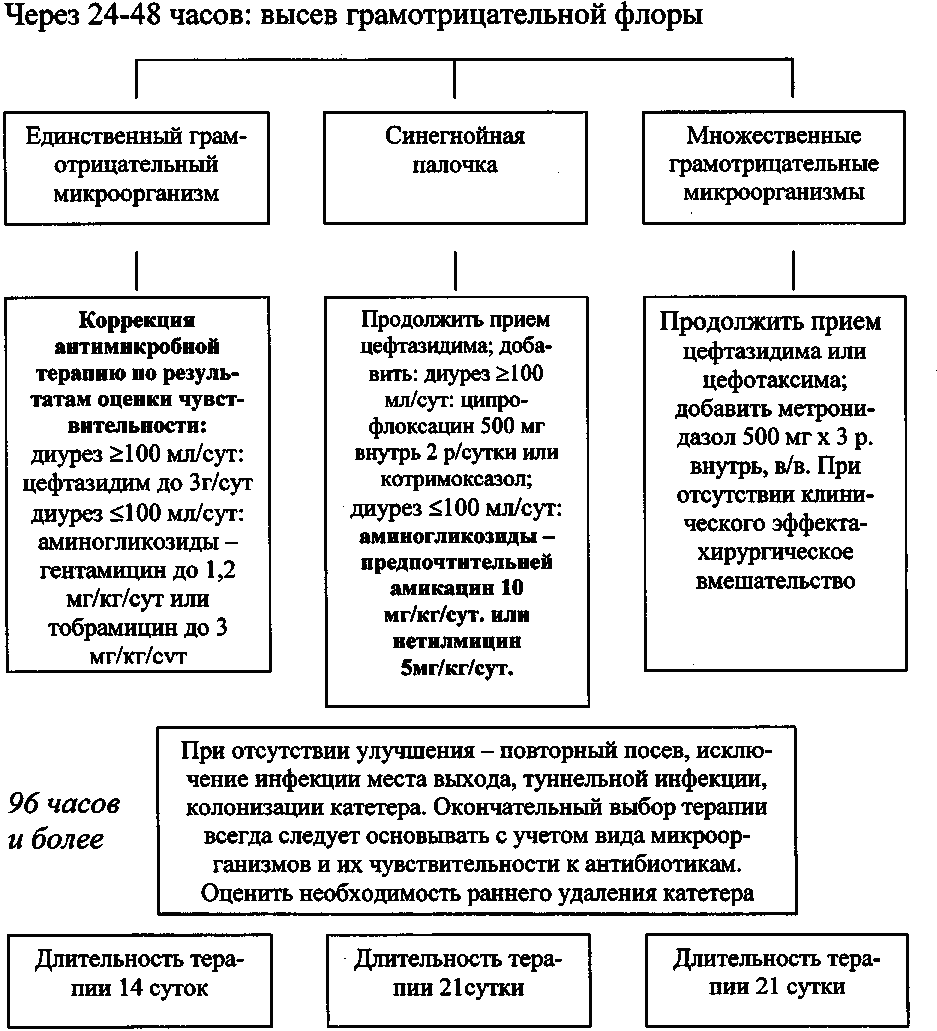 Через 24-48 часов: высев грамотрицательной флоры
Единственный грам-
отрицательный
микроорганизм
Синегнойная
палочка
Множественные
грамотрицательные
микроорганизмы
Коррекция
антимикробной
терапию по резуль-
татам оценки чувст-
вительности:
диурез ≥100 мл/сут:
цефтазидим до 3г/сут
диурез ≤100 мл/сут:
аминогликозиды –
гентамицин до 1,2
мг/кг/сут или
тобрамицин до 3
мг/кг/сут
Продолжить прием
цефтазидима; доба-
вить: диурез ≥100
мл/сут: ципро-
флоксацин 500 мг
внутрь 2 р/сутки или
котримоксазол;
диурез ≤100 мл/сут:
аминогликозиды –
предпочтительней
амикацин 10
мг/кг/сут. или
нетилмицин
5мг/кг/сут.
Продолжить прием
цефтазидима или
цефотаксима;
добавить метрони-
дазол 500 мг х 3 р.
внутрь, в/в. При
отсутствии клини-
ческого эффекта-
хирургическое
вмешательство
96 часов
и более
При отсутствии улучшения – повторный посев, исклю-
чение инфекции места выхода, туннельной инфекции,
колонизации катетера. Окончательный выбор терапии
всегда следует основывать с учетом вида микроор-
ганизмов и их чувствительности к антибиотикам.
Оценить необходимость раннего удаления катетера
Длительность тера-
пии 14 суток
Длительность тера-
пии 21сутки
Длительность тера-
пии 21 сутки